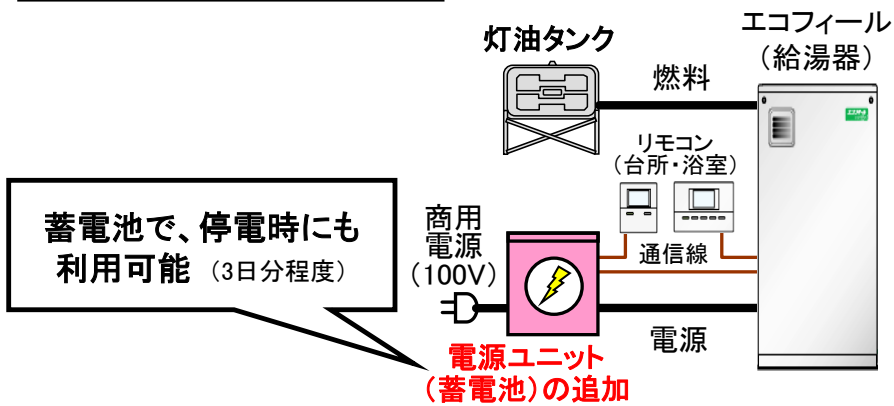 灯油タンク
エコフィール
（給湯器）
燃料
リモコン
（台所・浴室）
蓄電池で、停電時にも
利用可能（3日分程度）
商用
電源
（100V）
通信線
電源
電源ユニット
（蓄電池）の追加